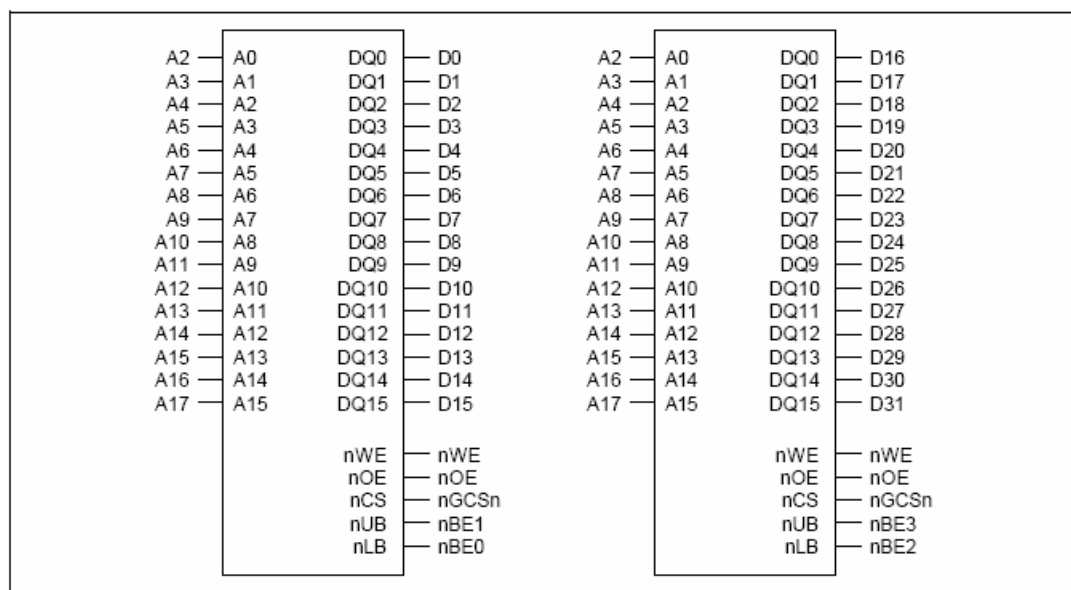 A2 A0 DQ0 D0 A2 A0 DQ0 D16
A3 A1 DQ1 D1 A3 A1 DQ1 D17
A4 A2 DQ2 D2 A4 A2 DQ2 D18
A5 A3 DQ3 D3 A5 A3 DQ3 D19
A6 A4 DQ4 D4 A6 A4 DQ4 D20
A7 A5 DQ5 D5 A7 A5 DQ5 D21
A8 A6 DQ6 D6 A8 A6 DQ6 D22
A9 A7 DQ7 D7 A9 A7 DQ7 D23
A10 A8 DQ8 D8 A10 A8 DQ8 D24
A11 A9 DQ9 D9 A11 A9 DQ9 D25
A12 A10 DQ10 D10 A12 A10 DQ10 D26
A13 A11 DQ11 D11 A13 A11 DQ11 D27
A14 A12 DQ12 D12 A14 A12 DQ12 D28
A15 A13 DQ13 D13 A15 A13 DQ13 D29
A16 A14 DQ14 D14 A16 A14 DQ14 D30
A17 A15 DQ15 D15 A17 A15 DQ15 D31
nWE nWE nWE nWE
nOE nOE nOE nOE
nCS nGCSn nCS nGCSn
nUB nBE1 nUB nBE3
nLB nBE0 nLB nBE2